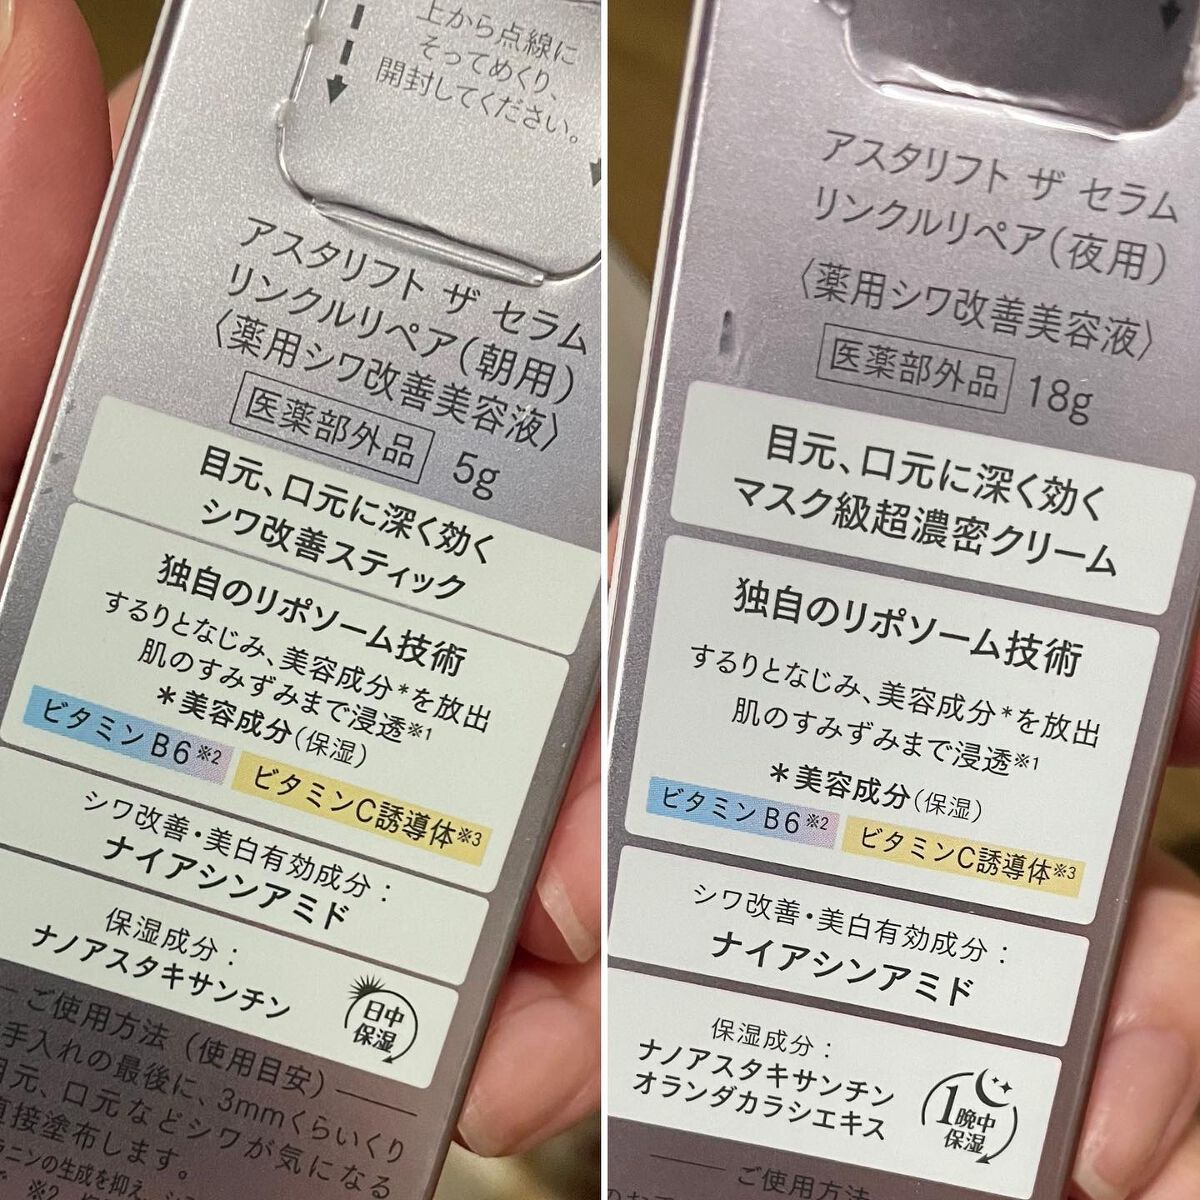 上から点線に
そってめくり、
開封してください。
アスタリフト ザ セラム
リンクルリペア（朝用）
〈薬用シワ改善美容液〉
医薬部外品 5g
目元、口元に深く効く
シワ改善スティック
独自のリポソーム技術
するりとなじみ、美容成分*を放出
肌のすみずみまで浸透※1
＊美容成分（保湿）
ビタミンB6※2 ビタミンC誘導体※3
シワ改善・美白有効成分：
ナイアシンアミド
保湿成分：
ナノアスタキサンチン
日中
保湿
ご使用方法（使用目安）
手入れの最後に、3mmくらいくり
目元、口元などシワが気になる
直接塗布します。
ラニンの生成を抑え、
※2
アスタリフト ザ セラム
リンクルリペア（夜用）
〈薬用シワ改善美容液〉
医薬部外品 18g
目元、口元に深く効く
マスク級超濃密クリーム
独自のリポソーム技術
するりとなじみ、美容成分*を放出
肌のすみずみまで浸透※1
＊美容成分（保湿）
ビタミンB6※2 ビタミンC誘導体※3
シワ改善・美白有効成分：
ナイアシンアミド
保湿成分：
ナノアスタキサンチン
オランダカラシエキス
1晩中
保湿
ご使用方法